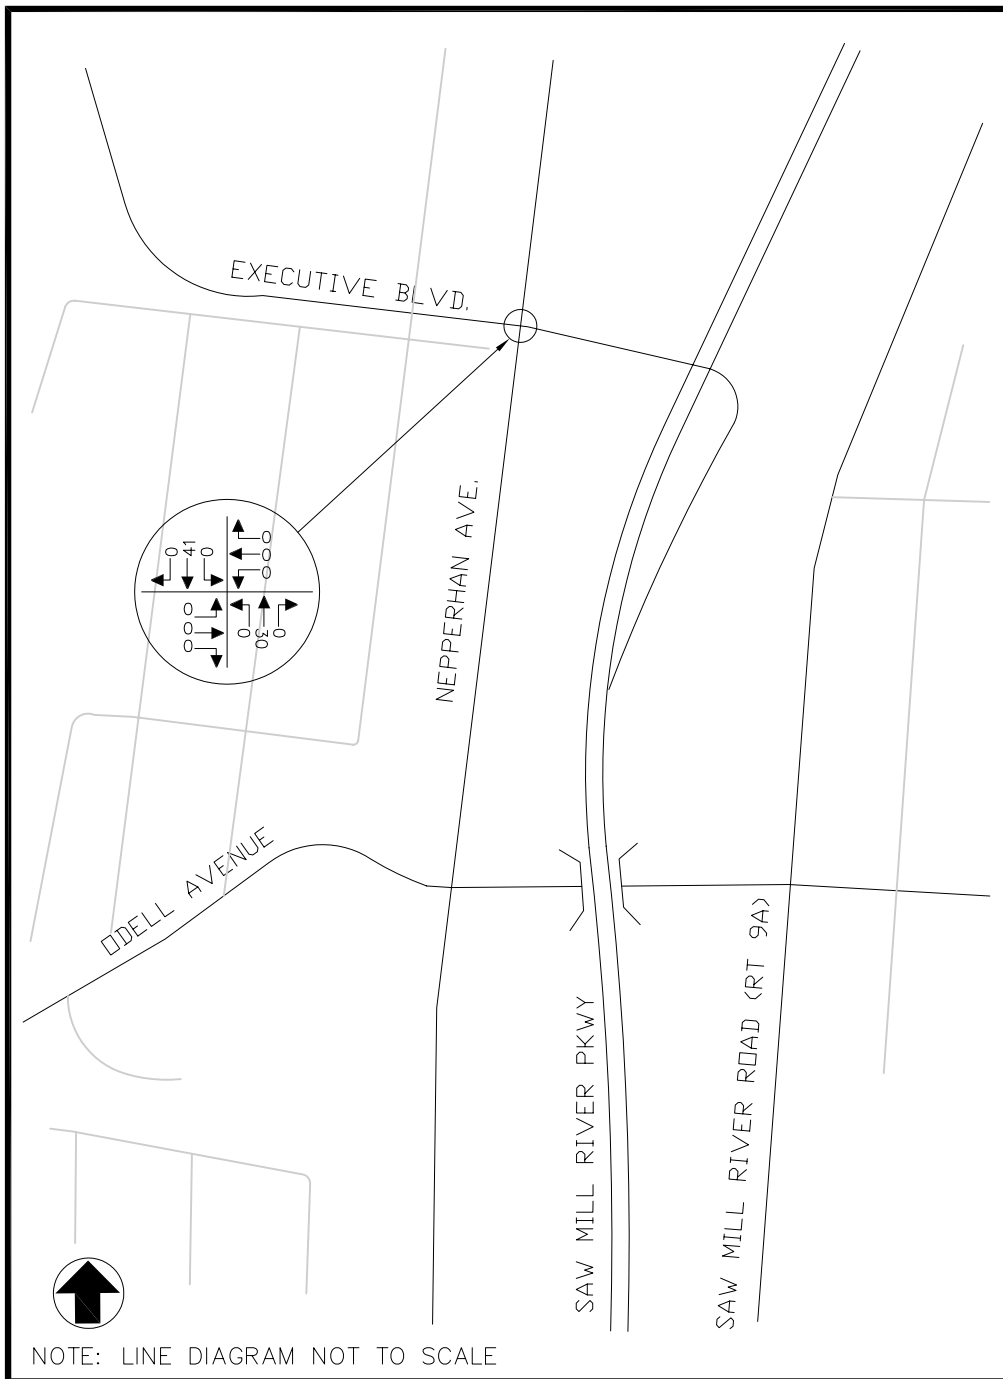 EXECUTIVE BLVD.
NEPPERHAN AVE.
0
41
0
0
0
0
0
0
0
0
30
0
ODELL AVENUE
SAW MILL RIVER PKWY
SAW MILL RIVER ROAD (RT 9A)
NOTE: LINE DIAGRAM NOT TO SCALE